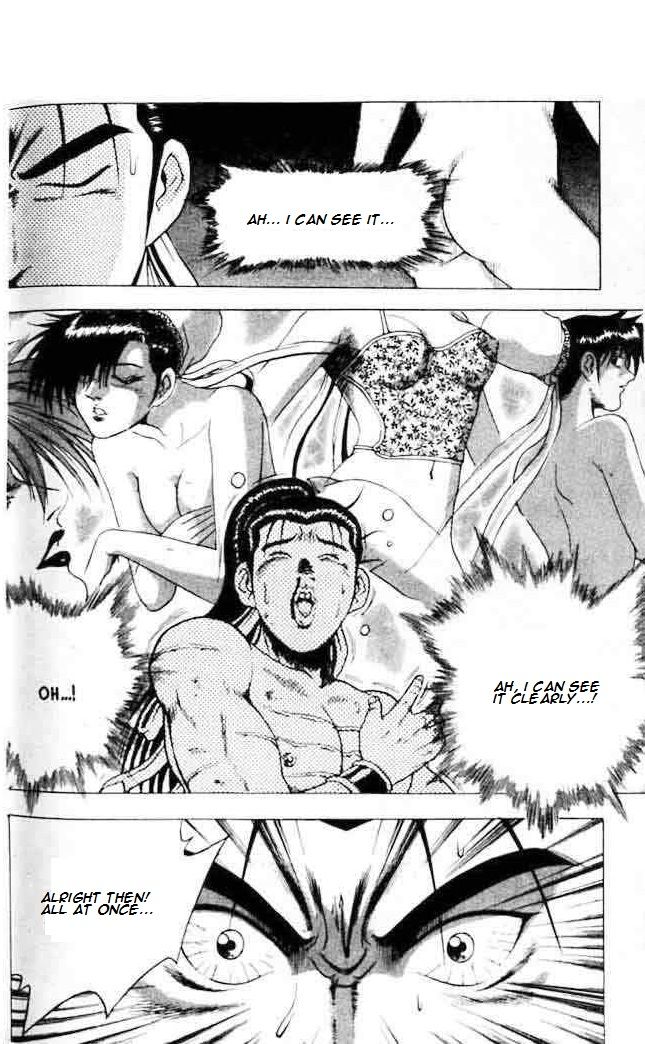 AH... I CAN SEE IT...
AH, I CAN SEE
IT CLEARLY...!
OH...!
ALRIGHT THEN!
ALL AT ONCE...